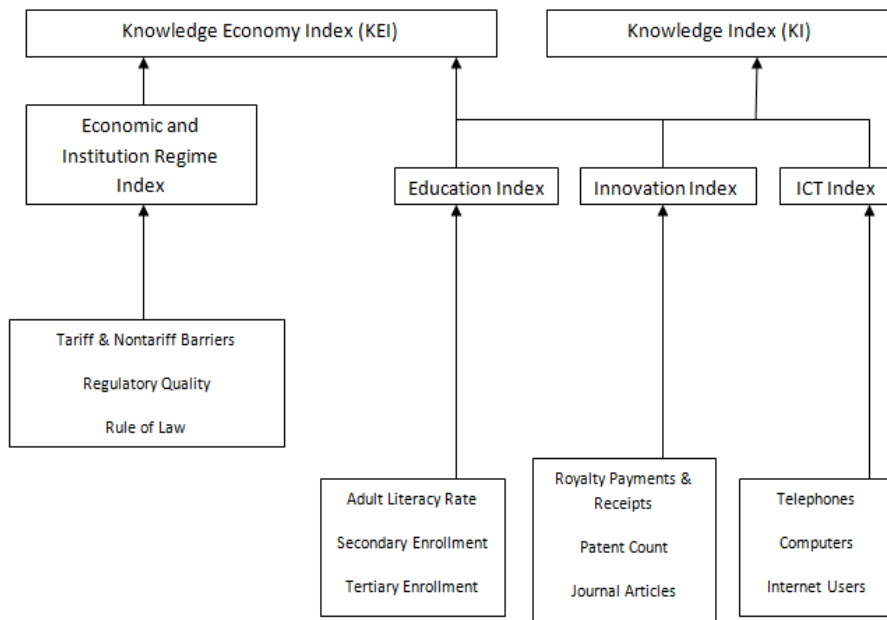 Knowledge Economy Index (KEI)
Knowledge Index (KI)
Economic and
Institution Regime
Index
Education Index
Innovation Index
ICT Index
Tariff & Nontariff Barriers
Regulatory Quality
Rule of Law
Adult Literacy Rate
Secondary Enrollment
Tertiary Enrollment
Royalty Payments &
Receipts
Patent Count
Journal Articles
Telephones
Computers
Internet Users